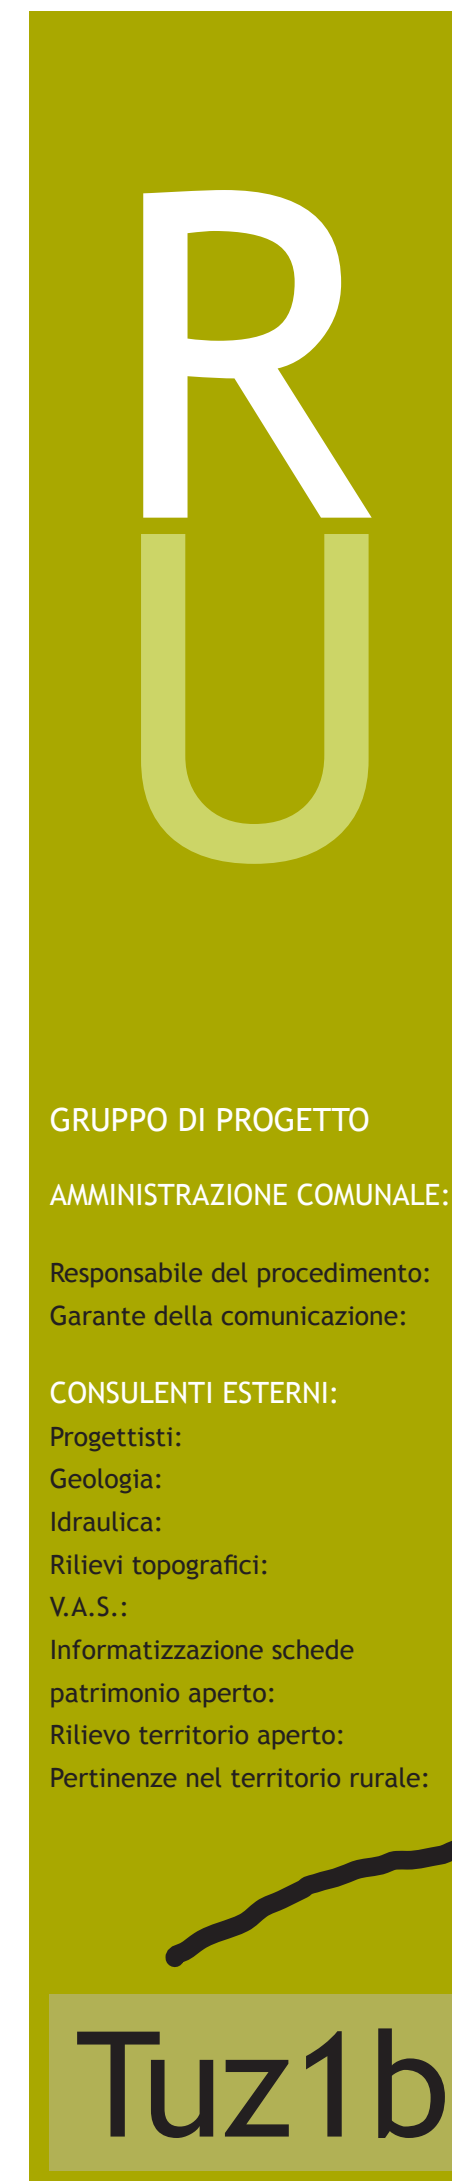 R
U
GRUPPO DI PROGETTO
AMMINISTRAZIONE COMUNALE:
Responsabile del procedimento:
Garante della comunicazione:
CONSULENTI ESTERNI:
Progettisti:
Geologia:
Idraulica:
Rilievi topografici:
V.A.S.:
Informatizzazione schede
patrimonio aperto:
Rilievo territorio aperto:
Pertinenze nel territorio rurale:
Tuz1b